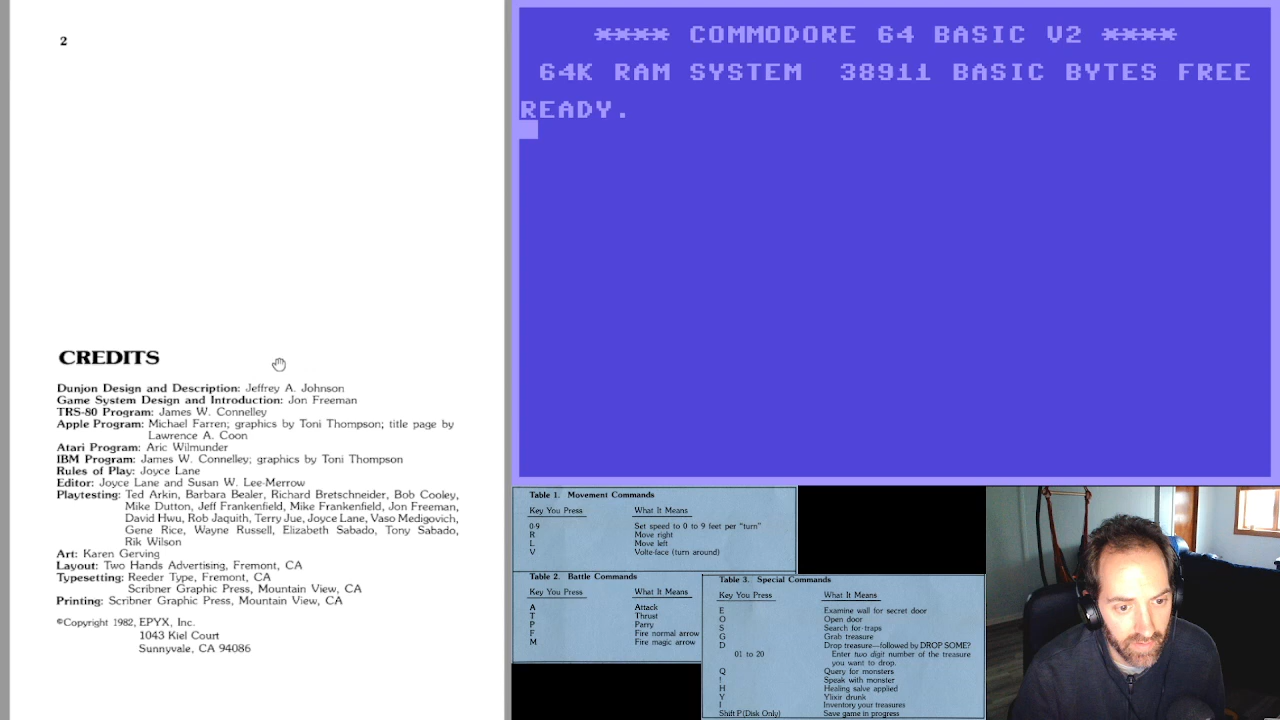 2
CREDITS
Dunjon Design and Description: Jeffrey A. Johnson
Game System Design and Introduction: Jon Freeman
TRS-80 Program: James W. Connelley
Apple Program: Michael Farren; graphics by Toni Thompson; title page by
Lawrence A. Coon
Atari Program: Aric Wilmunder
IBM Program: James W. Connelley; graphics by Toni Thompson
Rules of Play: Joyce Lane
Editor: Joyce Lane and Susan W. Lee-Merrow
Playtesting: Ted Arkin, Barbara Bealer, Richard Bretschneider, Bob Cooley,
Mike Dutton, Jeff Frankenfield, Mike Frankenfield, Jon Freeman,
David Hwu, Rob Jaquith, Terry Jue, Joyce Lane, Vaso Medigovich,
Gene Rice, Wayne Russell, Elizabeth Sabado, Tony Sabado,
Rik Wilson
Art: Karen Gerving
Layout: Two Hands Advertising, Fremont, CA
Typesetting: Reeder Type, Fremont, CA
Scribner Graphic Press, Mountain View, CA
Printing: Scribner Graphic Press, Mountain View, CA
©Copyright 1982, EPYX, Inc.
1043 Kiel Court
Sunnyvale, CA 94086
**** COMMODORE 64 BASIC V2 ****
64K RAM SYSTEM 38911 BASIC BYTES FREE
READY.
Table 1. Movement Commands
Key You Press What It Means
0-9 Set speed to 0 to 9 feet per "turn"
R Move right
L Move left
V Volte-face (turn around)
Table 2. Battle Commands
Key You Press What It Means
A Attack
T Thrust
P Parry
F Fire normal arrow
M Fire magic arrow
Table 3. Special Commands
Key You Press What It Means
E Examine wall for secret door
O Open door
S Search for-traps
G Grab treasure
D Drop treasure—followed by DROP SOME?
01 to 20 Enter two digit number of the treasure
you want to drop.
Q Query for monsters
! Speak with monster
H Healing salve applied
Y Ylixir drunk
I Inventory your treasures
Shift P (Disk Only) Save game in progress